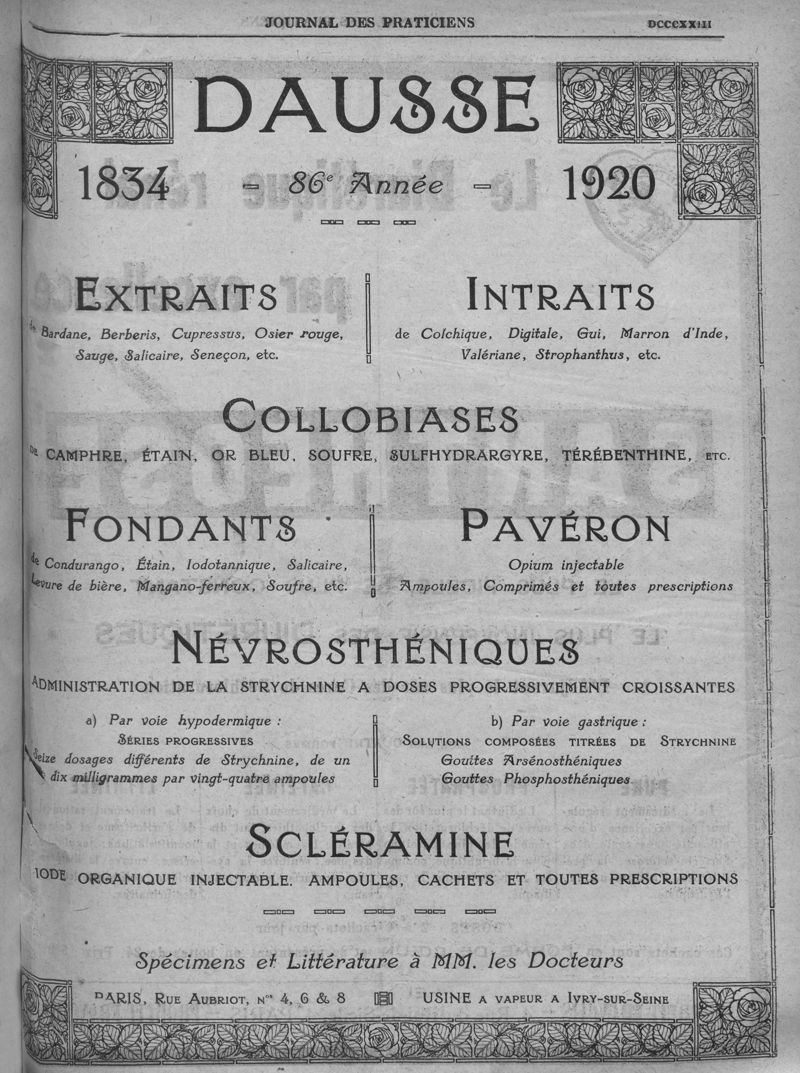 JOURNAL DES PRATICIENS DCCCXXIII
DAUSSE
1834 - 86e Année - 1920
EXTRAITS
de Bardane, Berberis, Cupressus, Osier rouge,
Sauge, Salicaire, Seneçon, etc.
INTRAITS
de Colchique, Digitale, Gui, Marron d'Inde,
Valériane, Strophanthus, etc.
COLLOBIASES
DE CAMPHRE, ÉTAIN, OR BLEU, SOUFRE, SULFHYDRARGYRE, TÉRÉBENTHINE, ETC.
FONDANTS
de Condurango, Étain, Iodotannique, Salicaire,
Levure de bière, Mangano-ferreux, Soufre, etc.
PAVÉRON
Opium injectable
Ampoules, Comprimés et toutes prescriptions
NÉVROSTHÉNIQUES
ADMINISTRATION DE LA STRYCHNINE A DOSES PROGRESSIVEMENT CROISSANTES
a) Par voie hypodermique :
SÉRIES PROGRESSIVES
Seize dosages différents de Strychnine, de un
à dix milligrammes par vingt-quatre ampoules
b) Par voie gastrique :
SOLUTIONS COMPOSÉES TITRÉES DE STRYCHNINE
Gouttes Arsénosthéniques
Gouttes Phosphosthéniques
SCLÉRAMINE
IODE ORGANIQUE INJECTABLE. AMPOULES, CACHETS ET TOUTES PRESCRIPTIONS
Spécimens et Littérature à MM. les Docteurs
PARIS, RUE AUBRIOT, Nos 4, 6 & 8 USINE A VAPEUR A IVRY-SUR-SEINE